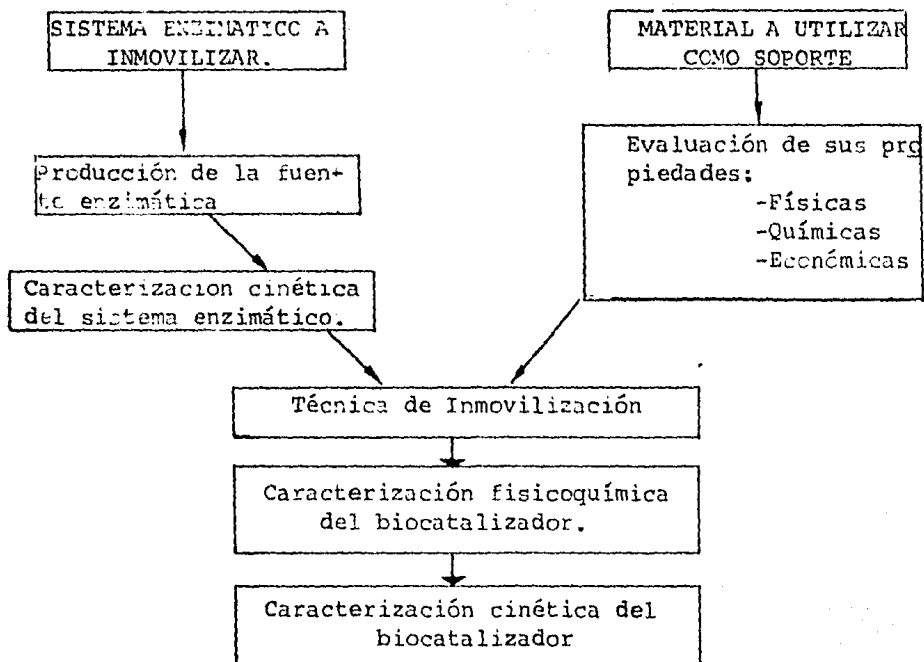 SISTEMA ENZIMATICO A
INMOVILIZAR.
MATERIAL A UTILIZAR
COMO SOPORTE
Producción de la fuen-
te enzimática
Evaluación de sus pro
piedades:
-Físicas
-Químicas
-Económicas
Caracterizacion cinética
del sistema enzimático.
Técnica de Inmovilización
Caracterización fisicoquímica
del biocatalizador.
Caracterización cinética del
biocatalizador